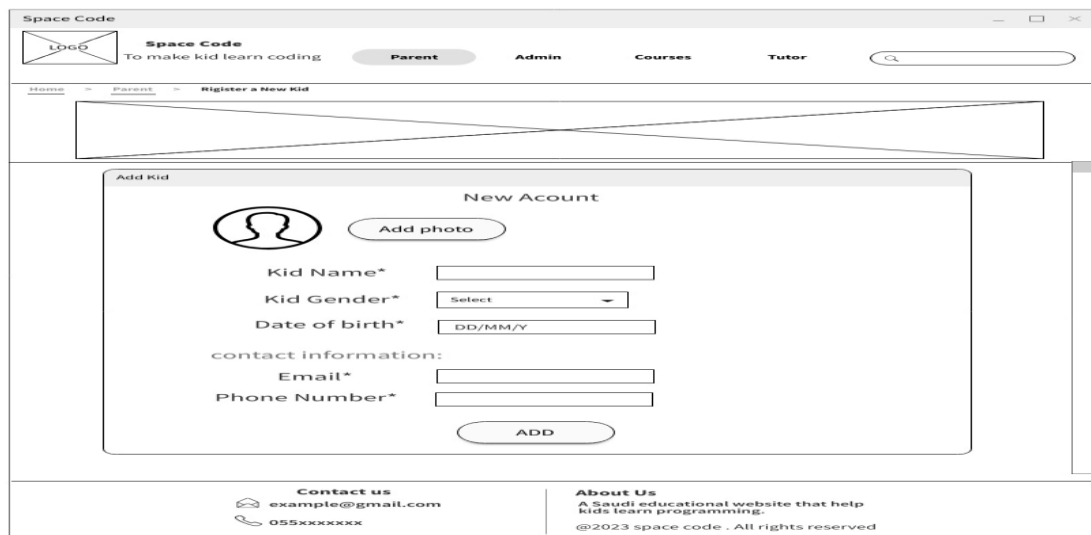 Space Code
LOGO
Space Code
To make kid learn coding
Parent
Admin
Courses
Tutor
Home > Parent > Rigister a New Kid
Add Kid
New Acount
Add photo
Kid Name*
Kid Gender* Select
Date of birth* DD/MM/Y
contact information:
Email*
Phone Number*
ADD
Contact us
example@gmail.com
055xxxxxxx
About Us
A Saudi educational website that help
kids learn programming.
@2023 space code . All rights reserved